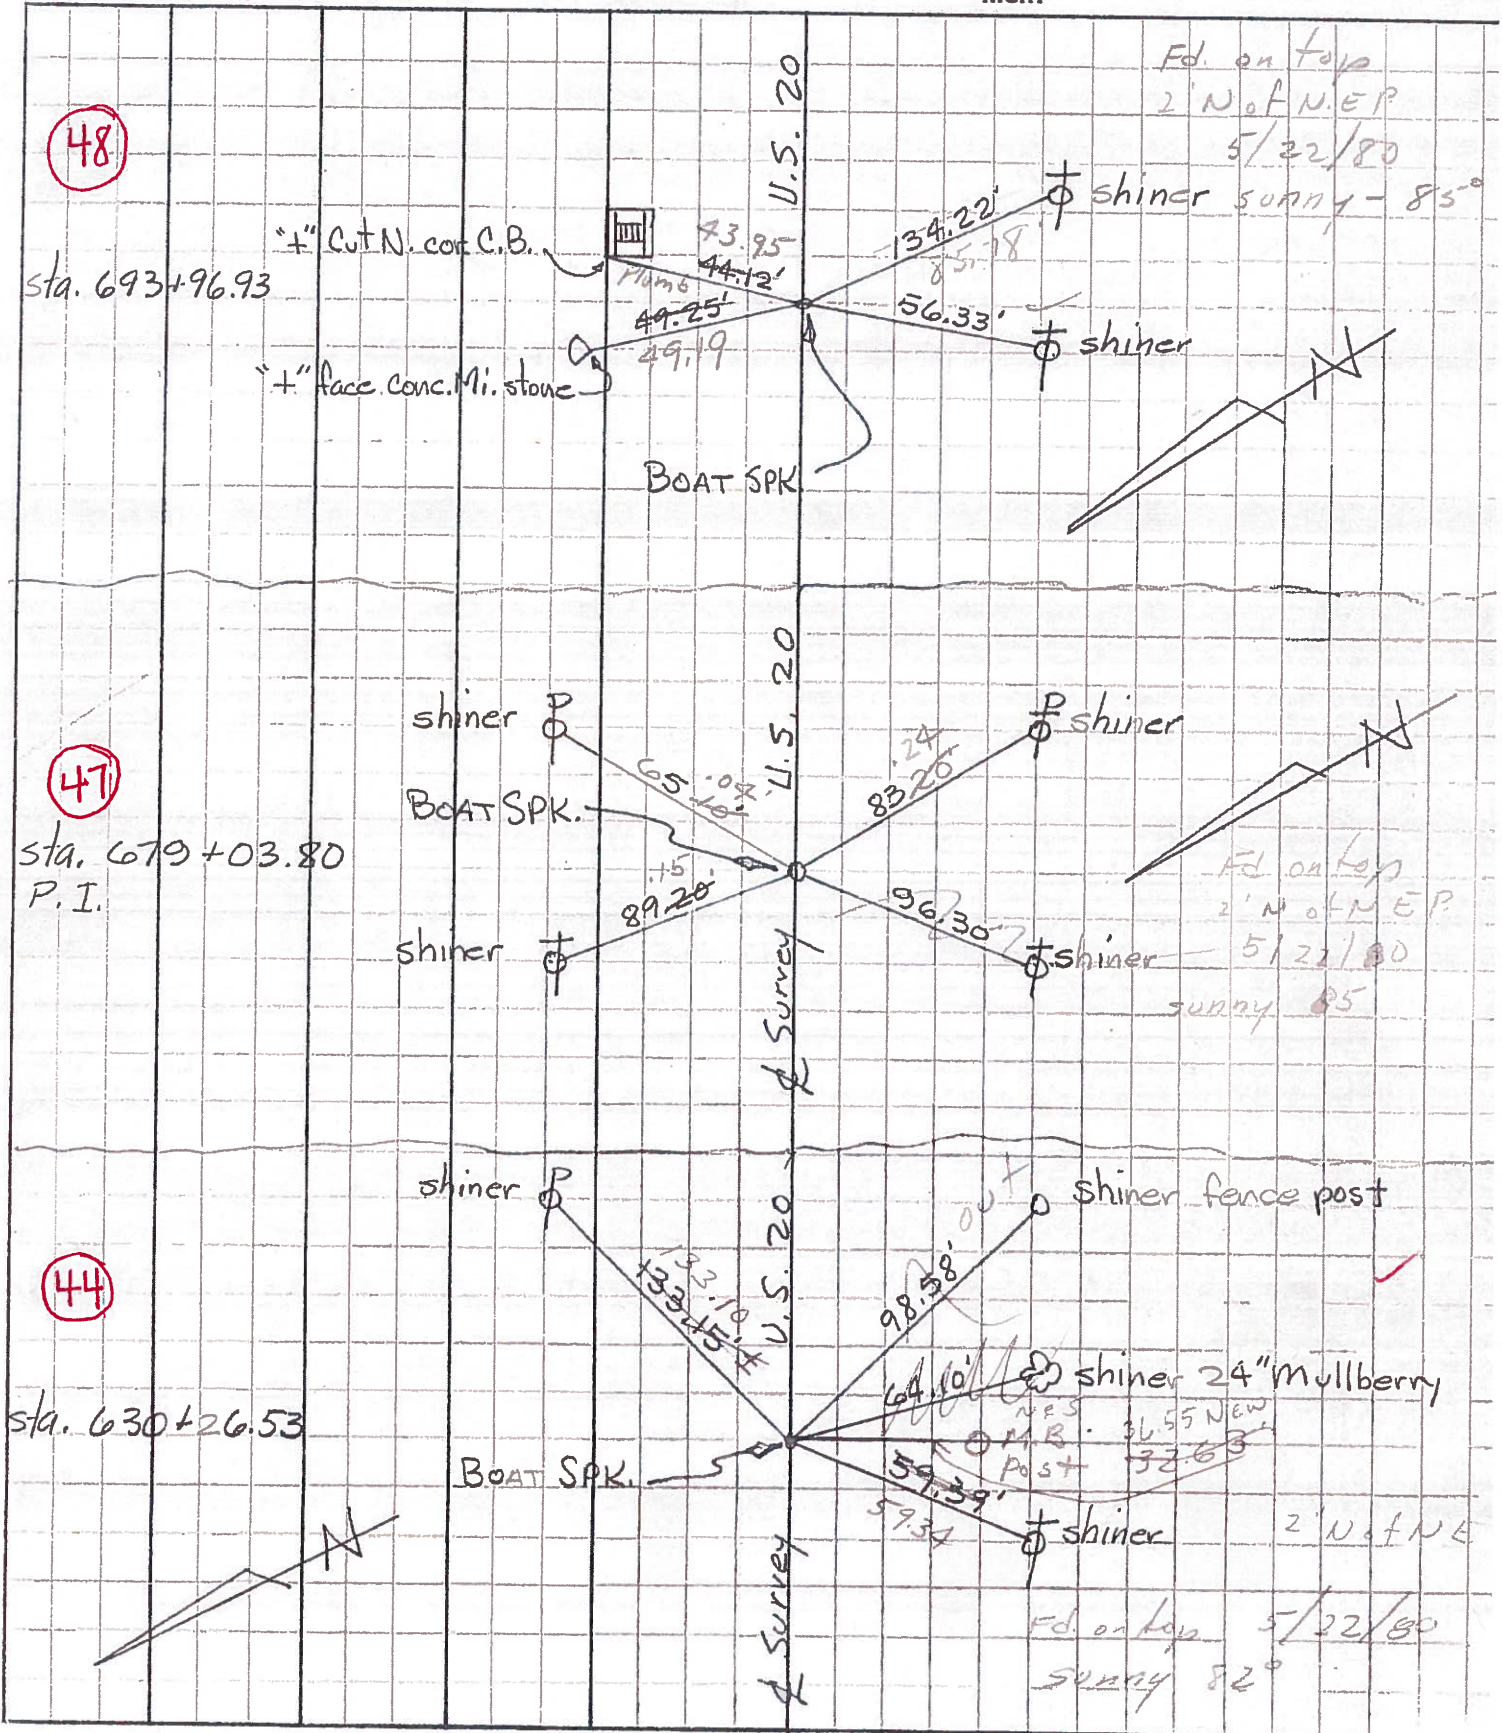 48
U.S. 20
Fd. on top
2' N of N.E P
5/22/80
sunny - 85°
shiner
134.22'
"+" Cut N. cor. C.B.
43.95
44.12'
Plumb
sta. 693+96.93
49.25'
49.19
56.33'
shiner
"+" face conc. Mi. stone
BOAT SPK.
N
47
U.S. 20
shiner
shiner
65
.24
83.20
BOAT SPK.
sta. 679+03.80
P.I.
.15
89.20'
96.30
shiner
shiner
N
Fd on top
2' N of N E P
5/22/80
sunny 85
℄ Survey
44
U.S. 20
shiner
out
shiner fence post
133.10
133.15'
98.58'
64.10'
shiner 24" Mullberry
sta. 630+26.53
N & S
M.B.
post
36.55 NEW
32.63
BOAT SPK.
59.39'
59.34
shiner
2' N of N E
N
℄ Survey
Fd. on top 5/22/80
sunny 82°